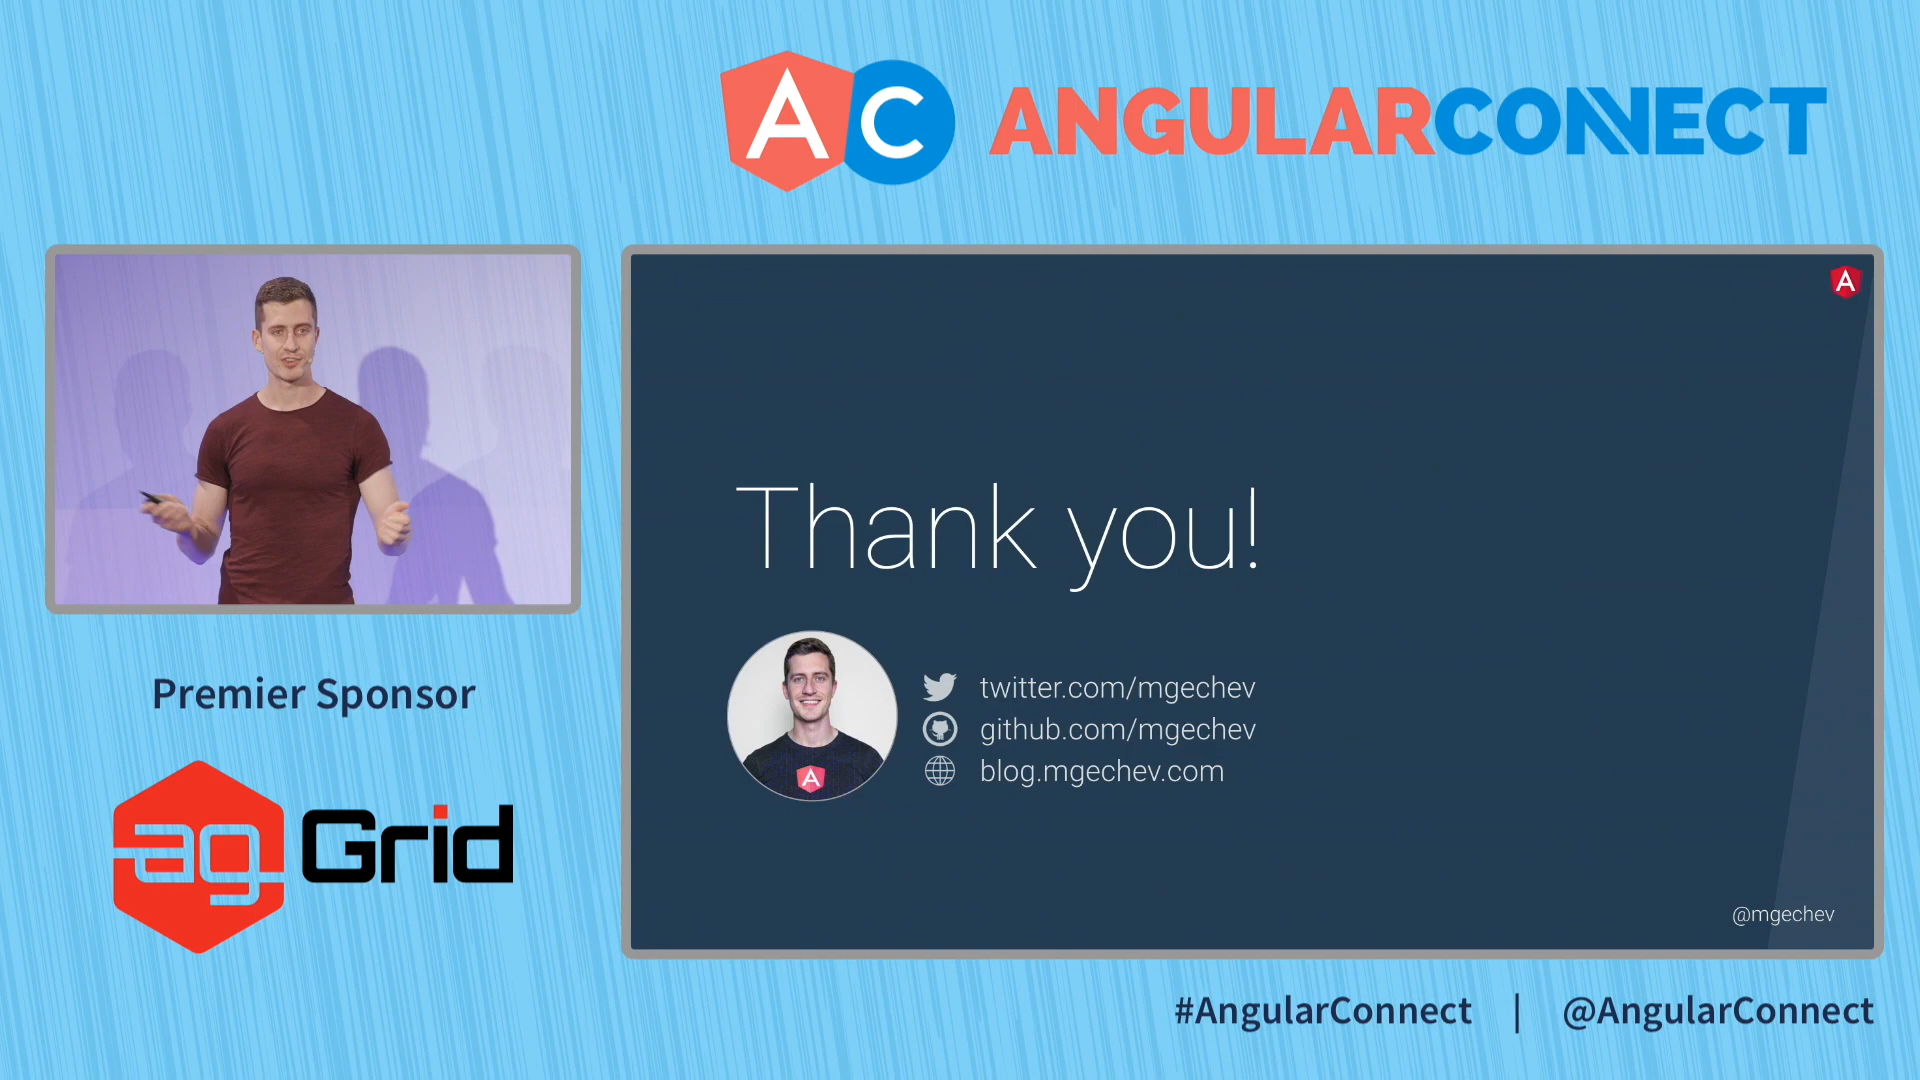 AC ANGULARCONNECT
A
Thank you!
twitter.com/mgechev
github.com/mgechev
blog.mgechev.com
A
@mgechev
Premier Sponsor
ag Grid
#AngularConnect | @AngularConnect